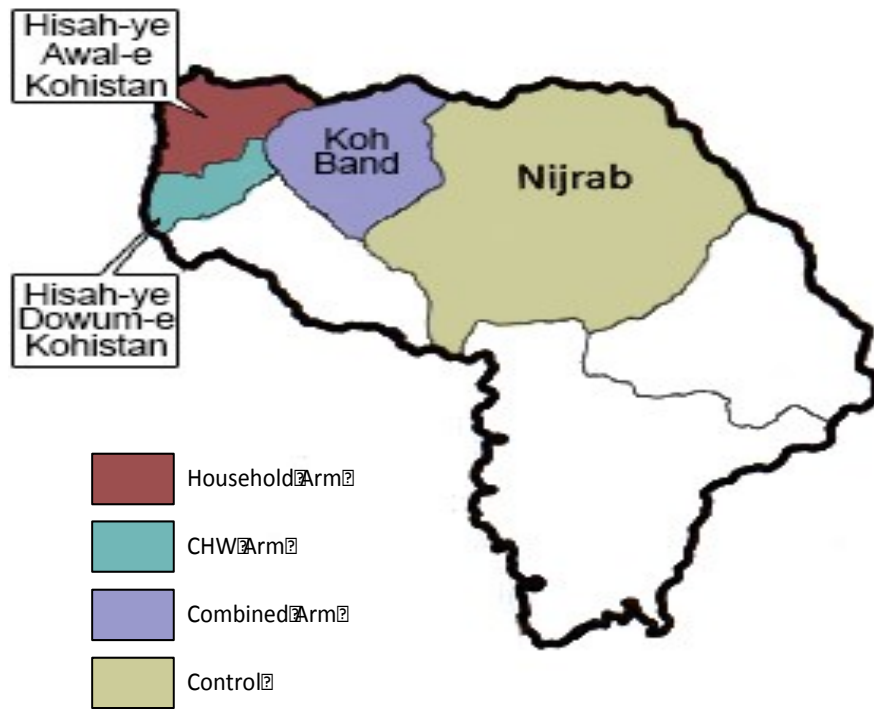 Hisah-ye
Awal-e
Kohistan
Koh
Band
Nijrab
Hisah-ye
Dowum-e
Kohistan
Household⍰Arm⍰
CHW⍰Arm⍰
Combined⍰Arm⍰
Control⍰